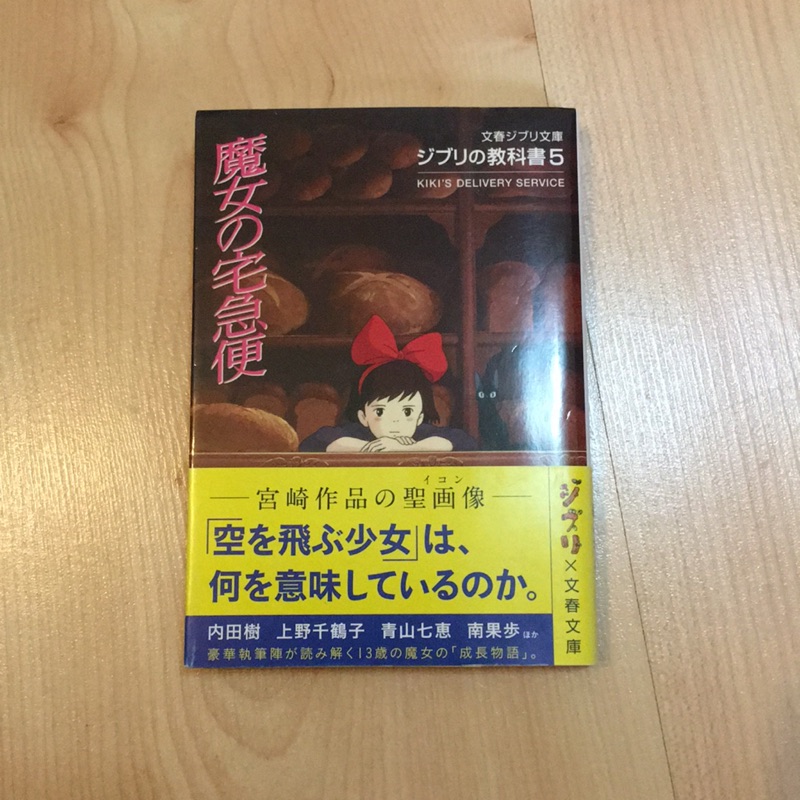 文春ジブリ文庫
ジブリの教科書5
KIKI'S DELIVERY SERVICE
魔女の宅急便
―宮崎作品の聖画像―
イコン
「空を飛ぶ少女」は、
何を意味しているのか。
内田樹 上野千鶴子 青山七恵 南果歩 ほか
豪華執筆陣が読み解く13歳の魔女の「成長物語」。
ジブリ×文春文庫